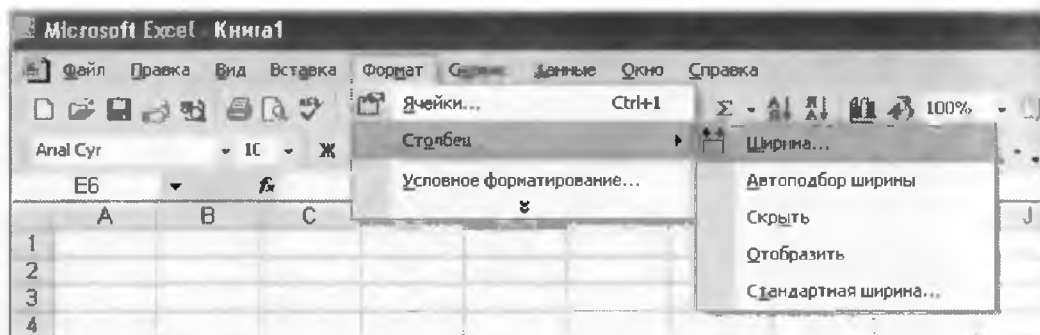 Microsoft Excel - Книга1
Файл Правка Вид Вставка Формат Сервис Данные Окно Справка
100%
Arial Cyr 10 Ж
E6 fx
A B C J
1
2
3
4
Ячейки... Ctrl+1
Столбец
Условное форматирование...
Ширина...
Автоподбор ширины
Скрыть
Отобразить
Стандартная ширина...